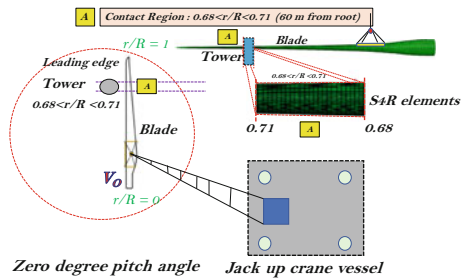 A
Contact Region : 0.68<r/R<0.71 (60 m from root)
r/R = 1
A
Blade
Tower
Leading edge
Tower
A
0.68<r/R <0.71
0.68<r/R <0.71
S4R elements
0.71
A
0.68
Blade
V₀
r/R = 0
Zero degree pitch angle
Jack up crane vessel